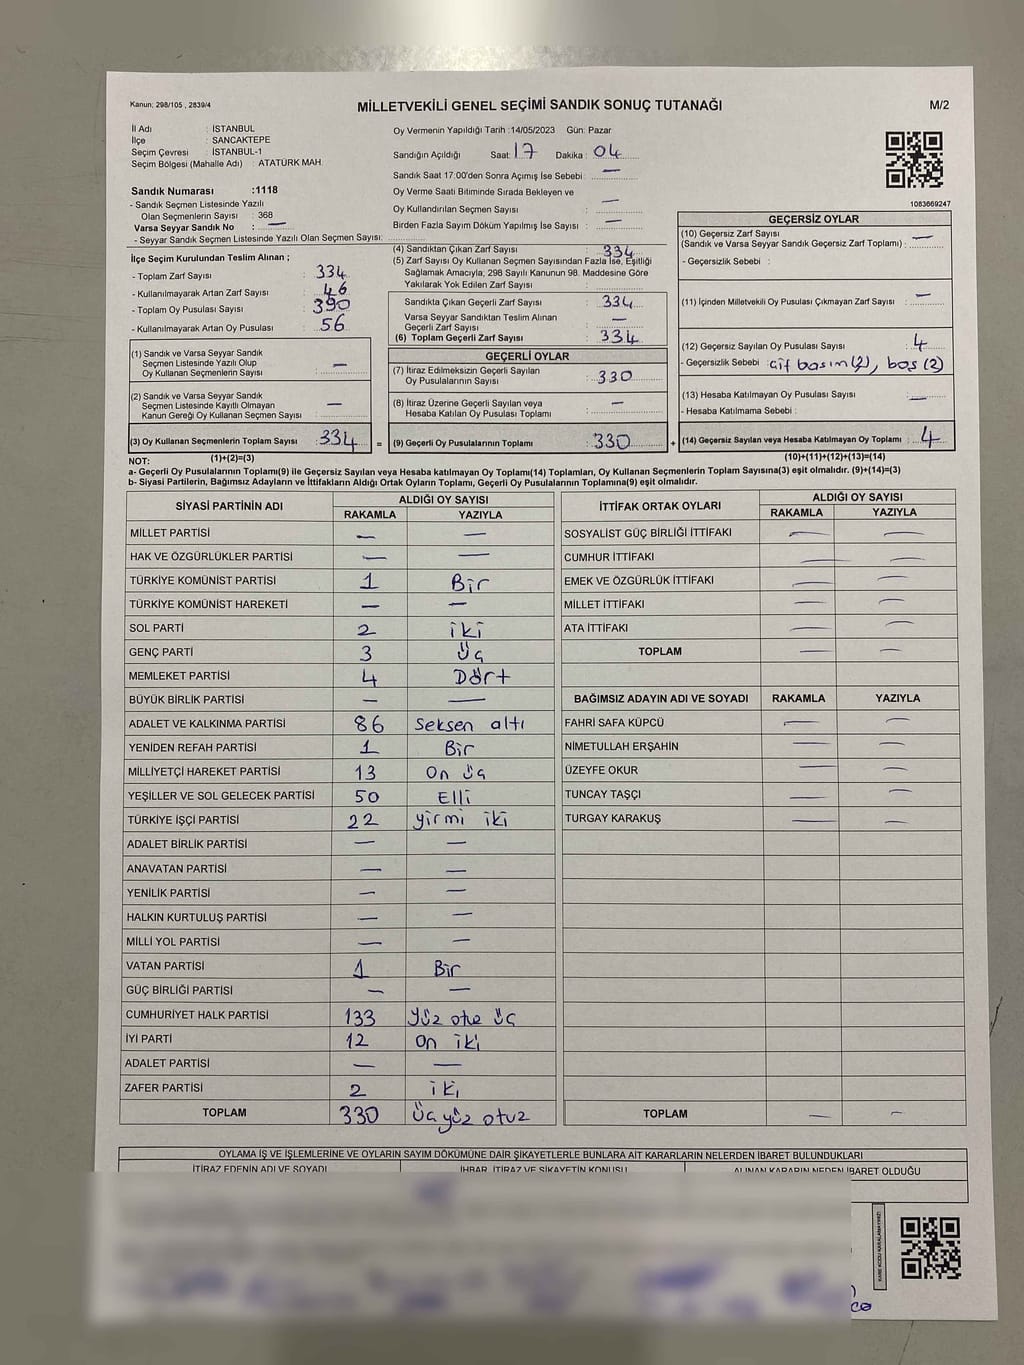 Kanun: 298/105 , 2839/4
MİLLETVEKİLİ GENEL SEÇİMİ SANDIK SONUÇ TUTANAĞI
M/2
İl Adı : İSTANBUL
İlçe : SANCAKTEPE
Seçim Çevresi : İSTANBUL-1
Seçim Bölgesi (Mahalle Adı) : ATATÜRK MAH.
Sandık Numarası :1118
- Sandık Seçmen Listesinde Yazılı
Olan Seçmenlerin Sayısı : 368
Varsa Seyyar Sandık No : —
- Seyyar Sandık Seçmen Listesinde Yazılı Olan Seçmen Sayısı:
İlçe Seçim Kurulundan Teslim Alınan ;
- Toplam Zarf Sayısı : 334
- Kullanılmayarak Artan Zarf Sayısı : 46
- Toplam Oy Pusulası Sayısı : 390
- Kullanılmayarak Artan Oy Pusulası : 56
(1) Sandık ve Varsa Seyyar Sandık
Seçmen Listesinde Yazılı Olup
Oy Kullanan Seçmenlerin Sayısı : —
(2) Sandık ve Varsa Seyyar Sandık
Seçmen Listesinde Kayıtlı Olmayan
Kanun Gereği Oy Kullanan Seçmen Sayısı : —
(3) Oy Kullanan Seçmenlerin Toplam Sayısı : 334 =
(1)+(2)=(3)
Oy Vermenin Yapıldığı Tarih :14/05/2023 Gün: Pazar
Sandığın Açıldığı Saat: 17 Dakika : 04
Sandık Saat 17:00'den Sonra Açımış İse Sebebi : —
Oy Verme Saati Bitiminde Sırada Bekleyen ve
Oy Kullandırılan Seçmen Sayısı : —
Birden Fazla Sayım Döküm Yapılmış İse Sayısı : —
(4) Sandıktan Çıkan Zarf Sayısı : 334
(5) Zarf Sayısı Oy Kullanan Seçmen Sayısından Fazla İse, Eşitliği
Sağlamak Amacıyla; 298 Sayılı Kanunun 98. Maddesine Göre
Yakılarak Yok Edilen Zarf Sayısı :
Sandıkta Çıkan Geçerli Zarf Sayısı : 334
Varsa Seyyar Sandıktan Teslim Alınan
Geçerli Zarf Sayısı : —
(6) Toplam Geçerli Zarf Sayısı : 334
GEÇERLİ OYLAR
(7) İtiraz Edilmeksizin Geçerli Sayılan
Oy Pusulalarının Sayısı : 330
(8) İtiraz Üzerine Geçerli Sayılan veya
Hesaba Katılan Oy Pusulası Toplamı : —
(9) Geçerli Oy Pusulalarının Toplamı : 330 +
1083669247
GEÇERSİZ OYLAR
(10) Geçersiz Zarf Sayısı
(Sandık ve Varsa Seyyar Sandık Geçersiz Zarf Toplamı) : —
- Geçersizlik Sebebi :
(11) İçinden Milletvekili Oy Pusulası Çıkmayan Zarf Sayısı : —
(12) Geçersiz Sayılan Oy Pusulası Sayısı : 4
- Geçersizlik Sebebi : çift basım (2), boş (2)
(13) Hesaba Katılmayan Oy Pusulası Sayısı : —
- Hesaba Katılmama Sebebi :
(14) Geçersiz Sayılan veya Hesaba Katılmayan Oy Toplamı : 4
(10)+(11)+(12)+(13)=(14)
NOT:
a- Geçerli Oy Pusulalarının Toplamı(9) ile Geçersiz Sayılan veya Hesaba katılmayan Oy Toplamı(14) Toplamları, Oy Kullanan Seçmenlerin Toplam Sayısına(3) eşit olmalıdır. (9)+(14)=(3)
b- Siyasi Partilerin, Bağımsız Adayların ve İttifakların Aldığı Ortak Oyların Toplamı, Geçerli Oy Pusulalarının Toplamına(9) eşit olmalıdır.
SİYASİ PARTİNİN ADI ALDIĞI OY SAYISI
RAKAMLA YAZIYLA
MİLLET PARTİSİ — —
HAK VE ÖZGÜRLÜKLER PARTİSİ — —
TÜRKİYE KOMÜNİST PARTİSİ 1 Bir
TÜRKİYE KOMÜNİST HAREKETİ — —
SOL PARTİ 2 iki
GENÇ PARTİ 3 Üç
MEMLEKET PARTİSİ 4 Dört
BÜYÜK BİRLİK PARTİSİ — —
ADALET VE KALKINMA PARTİSİ 86 seksen altı
YENİDEN REFAH PARTİSİ 1 Bir
MİLLİYETÇİ HAREKET PARTİSİ 13 On üç
YEŞİLLER VE SOL GELECEK PARTİSİ 50 Elli
TÜRKİYE İŞÇİ PARTİSİ 22 yirmi iki
ADALET BİRLİK PARTİSİ — —
ANAVATAN PARTİSİ — —
YENİLİK PARTİSİ — —
HALKIN KURTULUŞ PARTİSİ — —
MİLLİ YOL PARTİSİ — —
VATAN PARTİSİ 1 Bir
GÜÇ BİRLİĞİ PARTİSİ — —
CUMHURİYET HALK PARTİSİ 133 Yüz otuz üç
İYİ PARTİ 12 On iki
ADALET PARTİSİ — —
ZAFER PARTİSİ 2 iki
TOPLAM 330 Üç yüz otuz
İTTİFAK ORTAK OYLARI ALDIĞI OY SAYISI
RAKAMLA YAZIYLA
SOSYALİST GÜÇ BİRLİĞİ İTTİFAKI — —
CUMHUR İTTİFAKI — —
EMEK VE ÖZGÜRLÜK İTTİFAKI — —
MİLLET İTTİFAKI — —
ATA İTTİFAKI — —
TOPLAM — —
BAĞIMSIZ ADAYIN ADI VE SOYADI RAKAMLA YAZIYLA
FAHRİ SAFA KÜPCÜ — —
NİMETULLAH ERŞAHİN — —
ÜZEYFE OKUR — —
TUNCAY TAŞÇI — —
TURGAY KARAKUŞ — —
TOPLAM — —
OYLAMA İŞ VE İŞLEMLERİNE VE OYLARIN SAYIM DÖKÜMÜNE DAİR ŞİKAYETLERLE BUNLARA AİT KARARLARIN NELERDEN İBARET BULUNDUKLARI
İTİRAZ EDENİN ADI VE SOYADI İHBAR, İTİRAZ VE ŞİKAYETİN KONUSU ALINAN KARARIN NEDEN İBARET OLDUĞU
KARE KODU KARALAMAYINIZ!